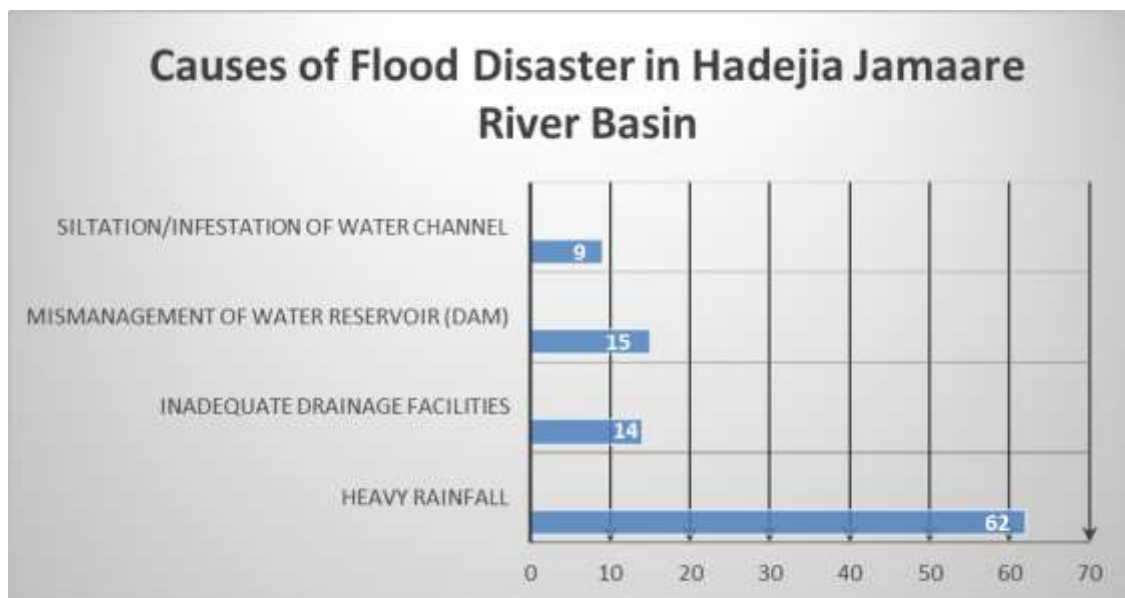 Causes of Flood Disaster in Hadejia Jamaare
River Basin
SILTATION/INFESTATION OF WATER CHANNEL
9
MISMANAGEMENT OF WATER RESERVOIR (DAM)
15
INADEQUATE DRAINAGE FACILITIES
14
HEAVY RAINFALL
62
0 10 20 30 40 50 60 70